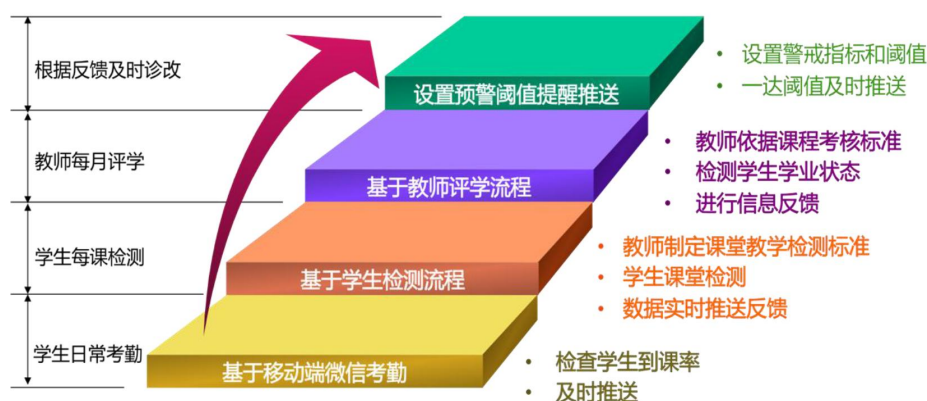 根据反馈及时诊改
设置预警阈值提醒推送
• 设置警戒指标和阈值
• 一达阈值及时推送
教师每月评学
基于教师评学流程
• 教师依据课程考核标准
• 检测学生学业状态
• 进行信息反馈
学生每课检测
基于学生检测流程
• 教师制定课堂教学检测标准
• 学生课堂检测
• 数据实时推送反馈
学生日常考勤
基于移动端微信考勤
• 检查学生到课率
• 及时推送